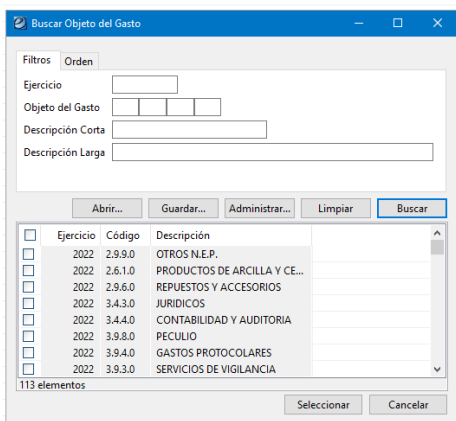 Buscar Objeto del Gasto
Filtros Orden
Ejercicio
Objeto del Gasto
Descripción Corta
Descripción Larga
Abrir... Guardar... Administrar... Limpiar Buscar
Ejercicio Código Descripción
2022 2.9.9.0 OTROS N.E.P.
2022 2.6.1.0 PRODUCTOS DE ARCILLA Y CE...
2022 2.9.6.0 REPUESTOS Y ACCESORIOS
2022 3.4.3.0 JURIDICOS
2022 3.4.4.0 CONTABILIDAD Y AUDITORIA
2022 3.9.8.0 PECULIO
2022 3.9.4.0 GASTOS PROTOCOLARES
2022 3.9.3.0 SERVICIOS DE VIGILANCIA
113 elementos
Seleccionar Cancelar